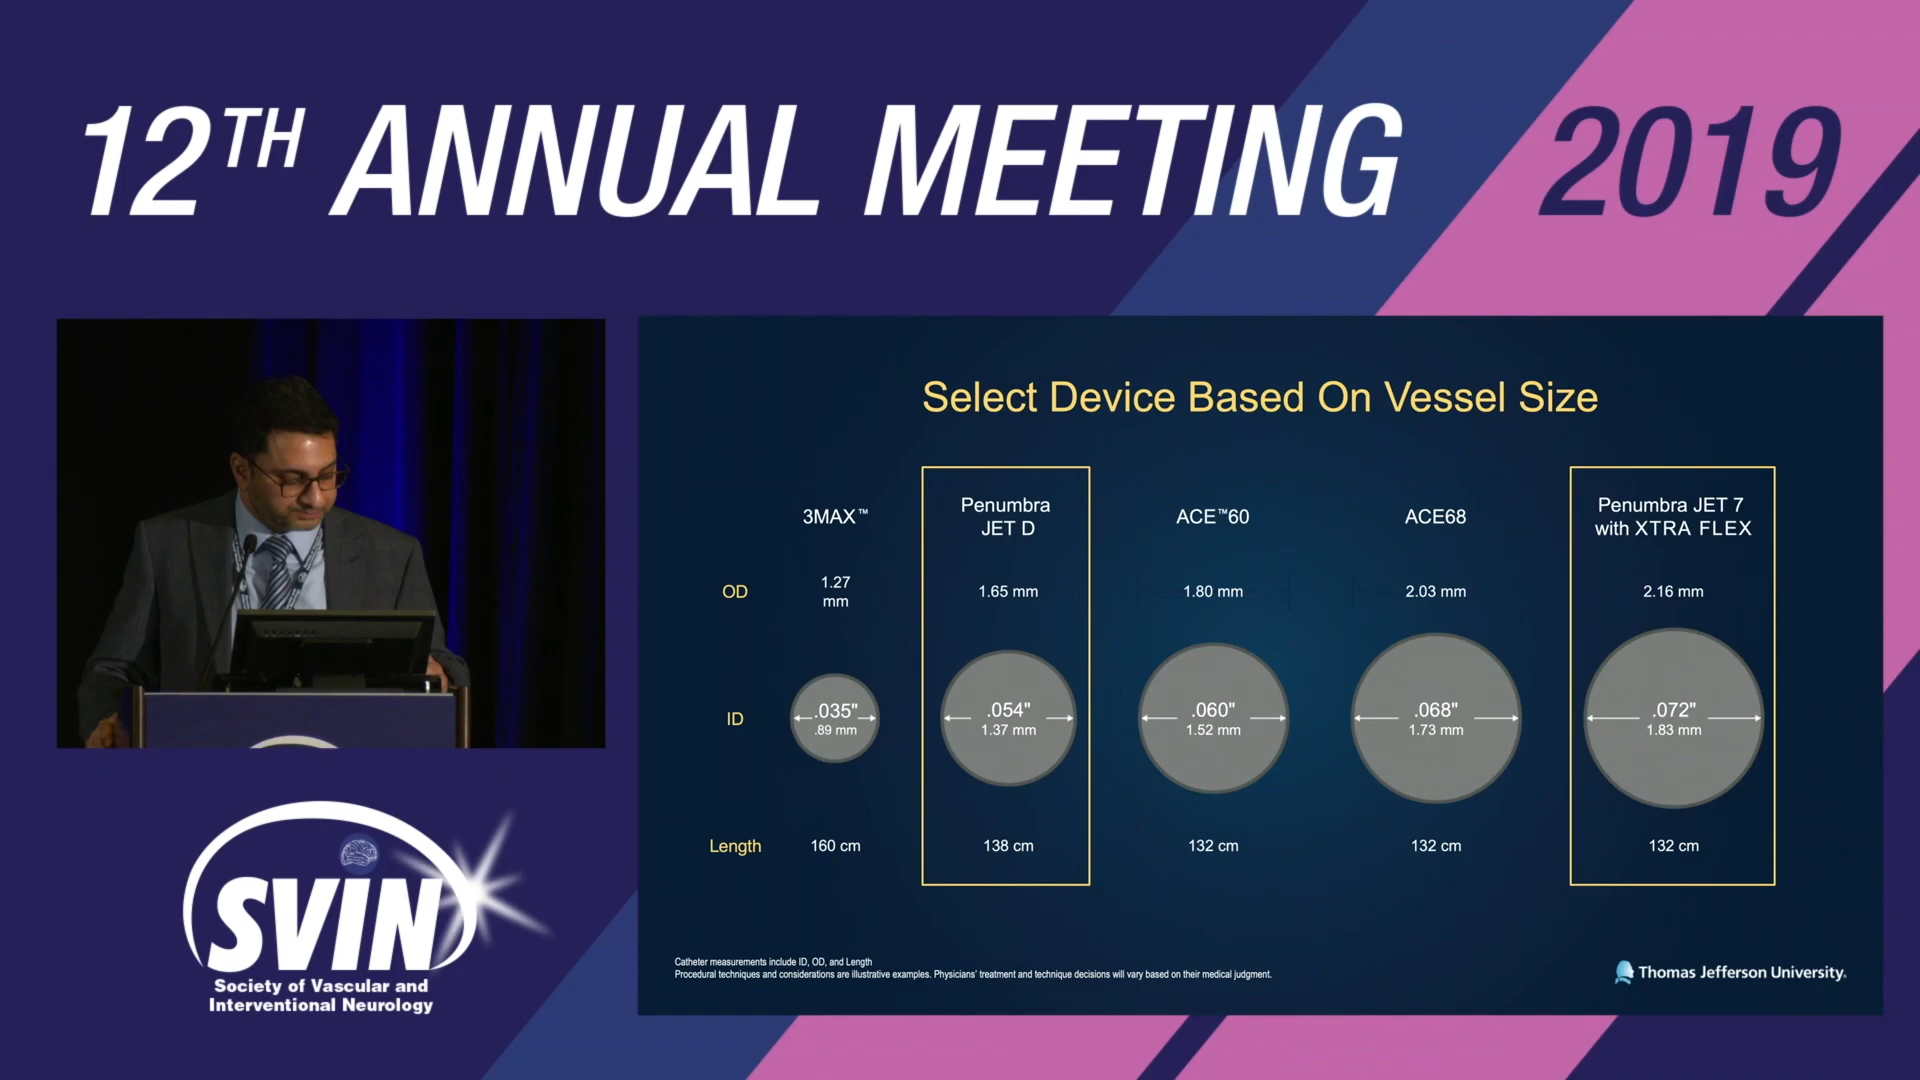 12TH ANNUAL MEETING 2019
Select Device Based On Vessel Size
3MAX™
Penumbra
JET D
ACE™60
ACE68
Penumbra JET 7
with XTRA FLEX
OD
1.27
mm
1.65 mm
1.80 mm
2.03 mm
2.16 mm
ID
.035"
.89 mm
.054"
1.37 mm
.060"
1.52 mm
.068"
1.73 mm
.072"
1.83 mm
Length
160 cm
138 cm
132 cm
132 cm
132 cm
Catheter measurements include ID, OD, and Length
Procedural techniques and considerations are illustrative examples. Physicians' treatment and technique decisions will vary based on their medical judgment.
Thomas Jefferson University.
SVIN
Society of Vascular and
Interventional Neurology